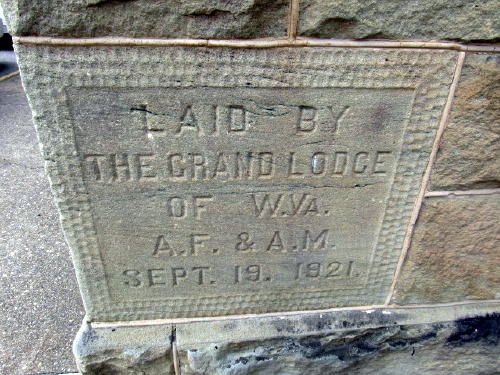 LAID BY
THE GRAND LODGE
OF W.VA.
A.F. & A.M.
SEPT. 19. 1921.